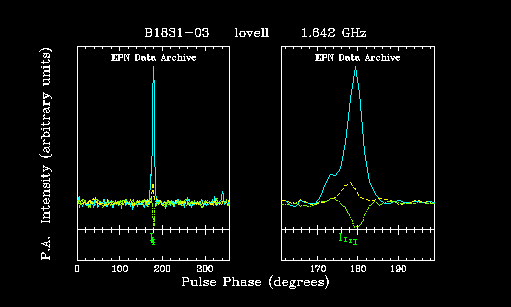 B1831-03 lovell 1.642 GHz
EPN Data Archive EPN Data Archive
P.A. Intensity (arbitrary units)
0 100 200 300 170 180 190
Pulse Phase (degrees)